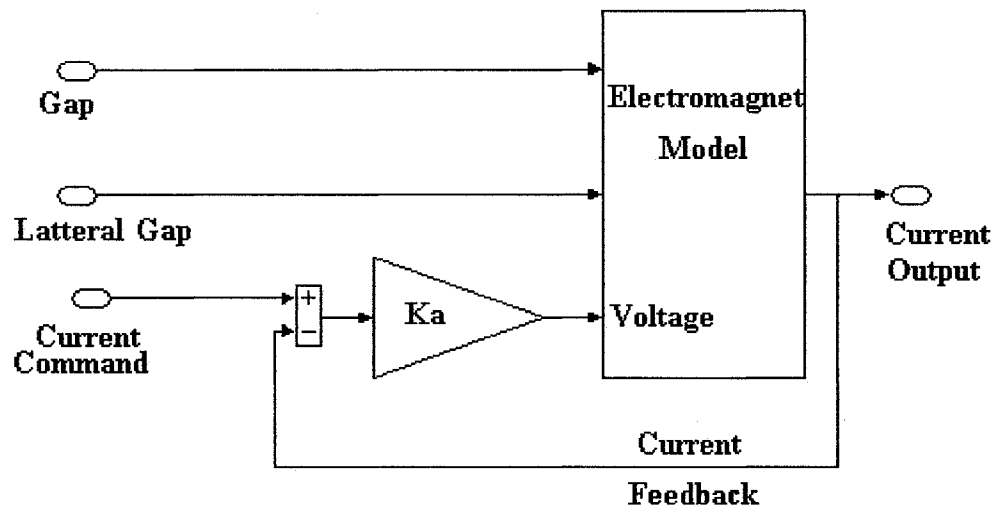 Gap
Electromagnet
Model
Latteral Gap
Current
Output
Current
Command
+
−
Ka
Voltage
Current
Feedback